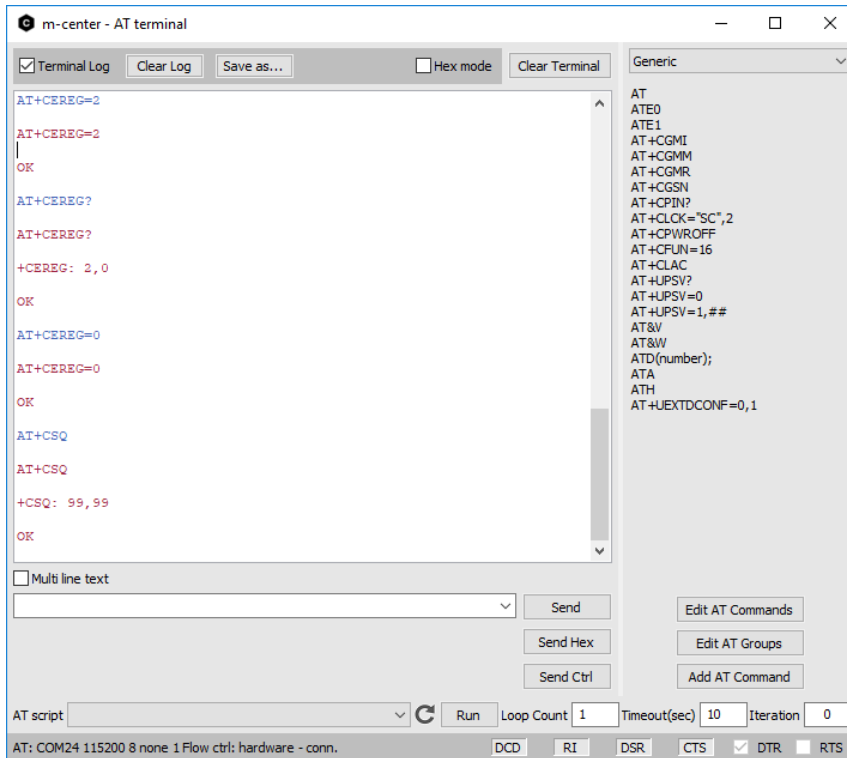 m-center - AT terminal
Terminal Log Clear Log Save as... Hex mode Clear Terminal
AT+CEREG=2
AT+CEREG=2
OK
AT+CEREG?
AT+CEREG?
+CEREG: 2,0
OK
AT+CEREG=0
AT+CEREG=0
OK
AT+CSQ
AT+CSQ
+CSQ: 99,99
OK
Multi line text
Send
Send Hex
Send Ctrl
Generic
AT
ATE0
ATE1
AT+CGMI
AT+CGMM
AT+CGMR
AT+CGSN
AT+CPIN?
AT+CLCK="SC",2
AT+CPWROFF
AT+CFUN=16
AT+CLAC
AT+UPSV?
AT+UPSV=0
AT+UPSV=1,##
AT&V
AT&W
ATD(number);
ATA
ATH
AT+UEXTDCONF=0,1
Edit AT Commands
Edit AT Groups
Add AT Command
AT script Run Loop Count 1 Timeout(sec) 10 Iteration 0
AT: COM24 115200 8 none 1 Flow ctrl: hardware - conn. DCD RI DSR CTS DTR RTS